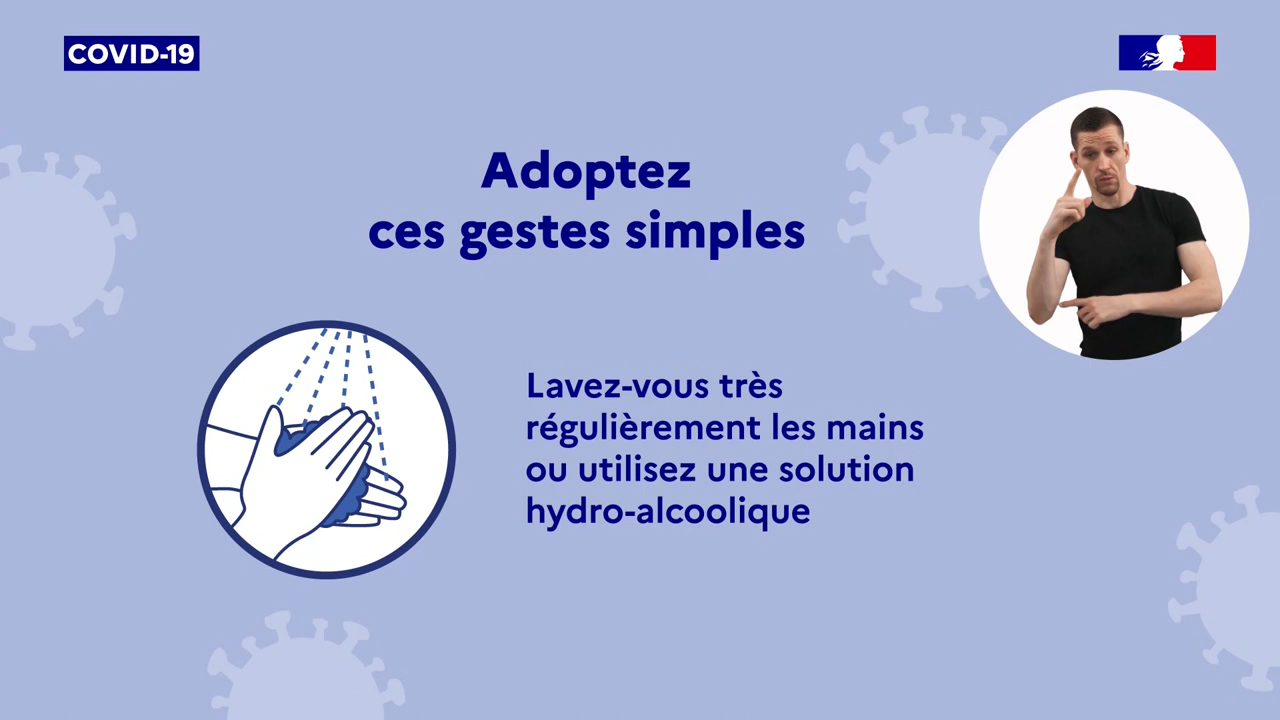 COVID-19
Adoptez
ces gestes simples
Lavez-vous très
régulièrement les mains
ou utilisez une solution
hydro-alcoolique